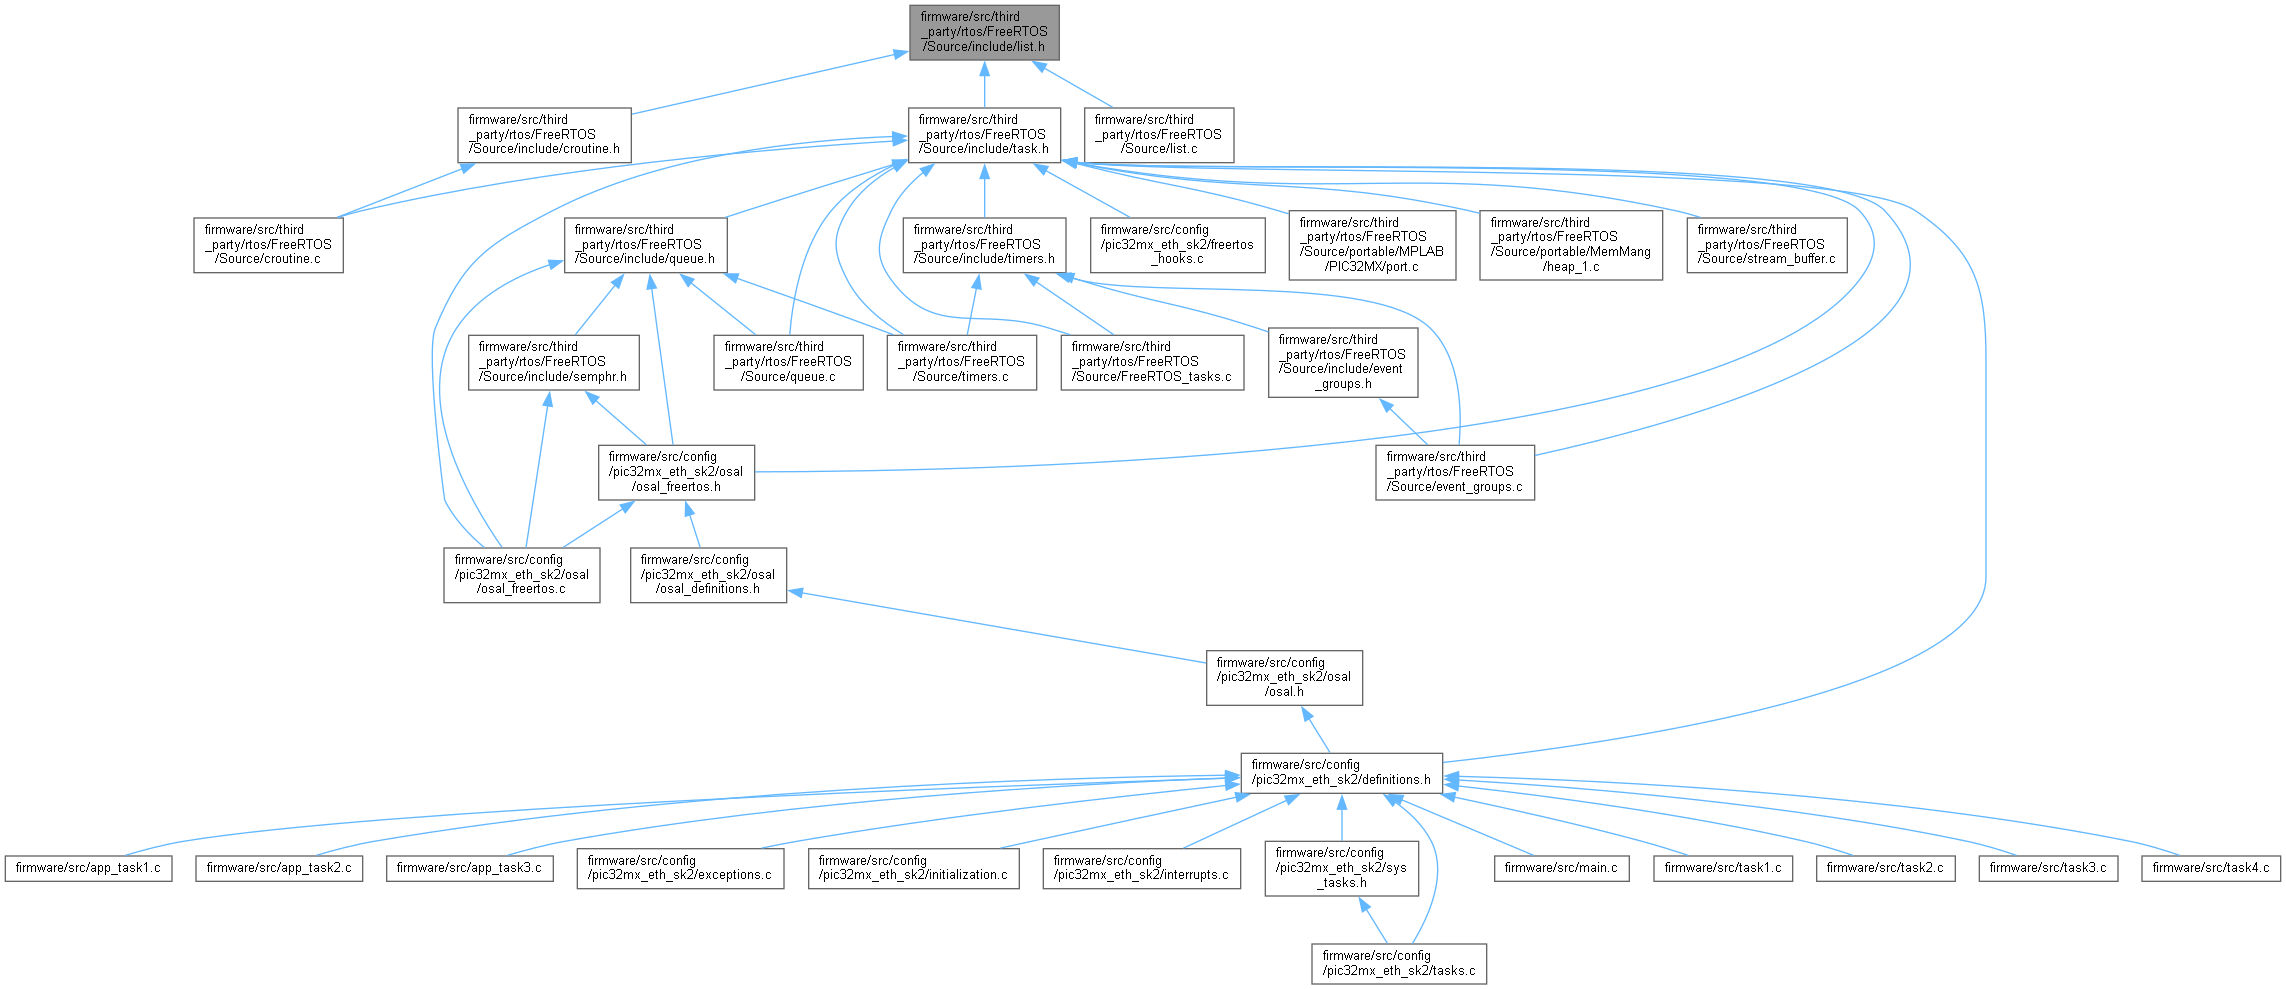 firmware/src/third
_party/rtos/FreeRTOS
/Source/include/list.h
firmware/src/third
_party/rtos/FreeRTOS
/Source/include/croutine.h
firmware/src/third
_party/rtos/FreeRTOS
/Source/include/task.h
firmware/src/third
_party/rtos/FreeRTOS
/Source/list.c
firmware/src/third
_party/rtos/FreeRTOS
/Source/croutine.c
firmware/src/third
_party/rtos/FreeRTOS
/Source/include/queue.h
firmware/src/third
_party/rtos/FreeRTOS
/Source/include/timers.h
firmware/src/config
/pic32mx_eth_sk2/freertos
_hooks.c
firmware/src/third
_party/rtos/FreeRTOS
/Source/portable/MPLAB
/PIC32MX/port.c
firmware/src/third
_party/rtos/FreeRTOS
/Source/portable/MemMang
/heap_1.c
firmware/src/third
_party/rtos/FreeRTOS
/Source/stream_buffer.c
firmware/src/third
_party/rtos/FreeRTOS
/Source/include/semphr.h
firmware/src/third
_party/rtos/FreeRTOS
/Source/queue.c
firmware/src/third
_party/rtos/FreeRTOS
/Source/timers.c
firmware/src/third
_party/rtos/FreeRTOS
/Source/FreeRTOS_tasks.c
firmware/src/third
_party/rtos/FreeRTOS
/Source/include/event
_groups.h
firmware/src/config
/pic32mx_eth_sk2/osal
/osal_freertos.h
firmware/src/third
_party/rtos/FreeRTOS
/Source/event_groups.c
firmware/src/config
/pic32mx_eth_sk2/osal
/osal_freertos.c
firmware/src/config
/pic32mx_eth_sk2/osal
/osal_definitions.h
firmware/src/config
/pic32mx_eth_sk2/osal
/osal.h
firmware/src/config
/pic32mx_eth_sk2/definitions.h
firmware/src/app_task1.c
firmware/src/app_task2.c
firmware/src/app_task3.c
firmware/src/config
/pic32mx_eth_sk2/exceptions.c
firmware/src/config
/pic32mx_eth_sk2/initialization.c
firmware/src/config
/pic32mx_eth_sk2/interrupts.c
firmware/src/config
/pic32mx_eth_sk2/sys
_tasks.h
firmware/src/main.c
firmware/src/task1.c
firmware/src/task2.c
firmware/src/task3.c
firmware/src/task4.c
firmware/src/config
/pic32mx_eth_sk2/tasks.c